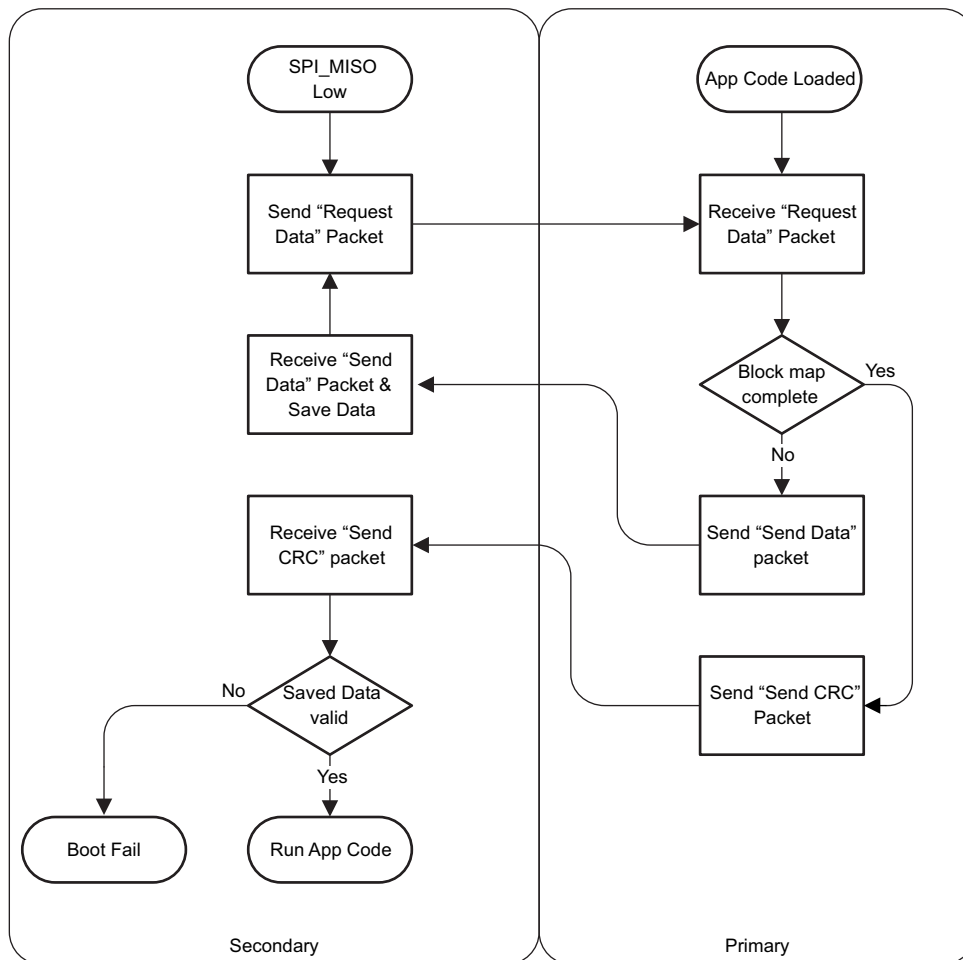 SPI_MISO
Low
App Code Loaded
Send “Request
Data” Packet
Receive “Request
Data” Packet
Receive “Send
Data” Packet &
Save Data
Block map
complete
Yes
No
Receive “Send
CRC” packet
Send “Send Data”
packet
No
Saved Data
valid
Send “Send CRC”
Packet
Yes
Boot Fail
Run App Code
Secondary
Primary